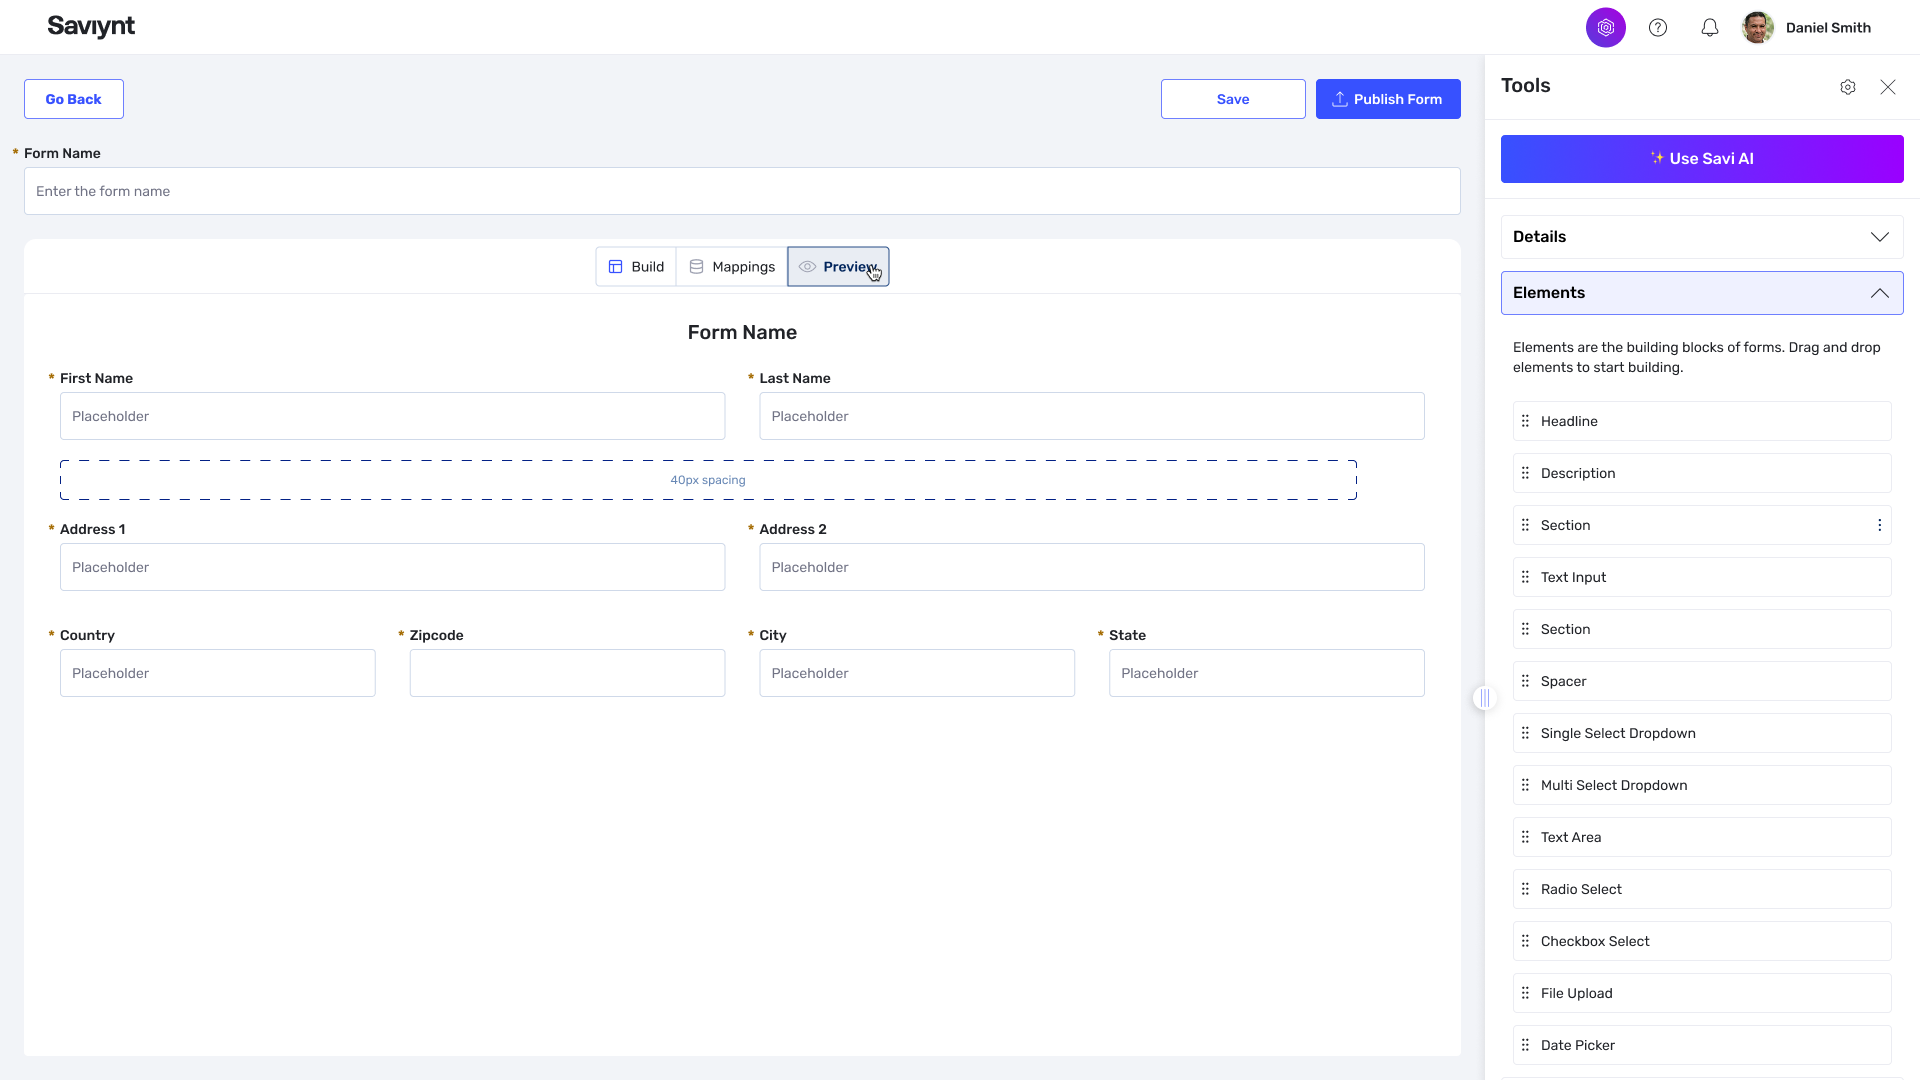 Saviynt
Daniel Smith
Go Back
Save
Publish Form
* Form Name
Enter the form name
Build
Mappings
Preview
Form Name
* First Name
* Last Name
Placeholder
Placeholder
40px spacing
* Address 1
* Address 2
Placeholder
Placeholder
* Country
* Zipcode
* City
* State
Placeholder
Placeholder
Placeholder
Tools
Use Savi AI
Details
Elements
Elements are the building blocks of forms. Drag and drop
elements to start building.
Headline
Description
Section
Text Input
Section
Spacer
Single Select Dropdown
Multi Select Dropdown
Text Area
Radio Select
Checkbox Select
File Upload
Date Picker